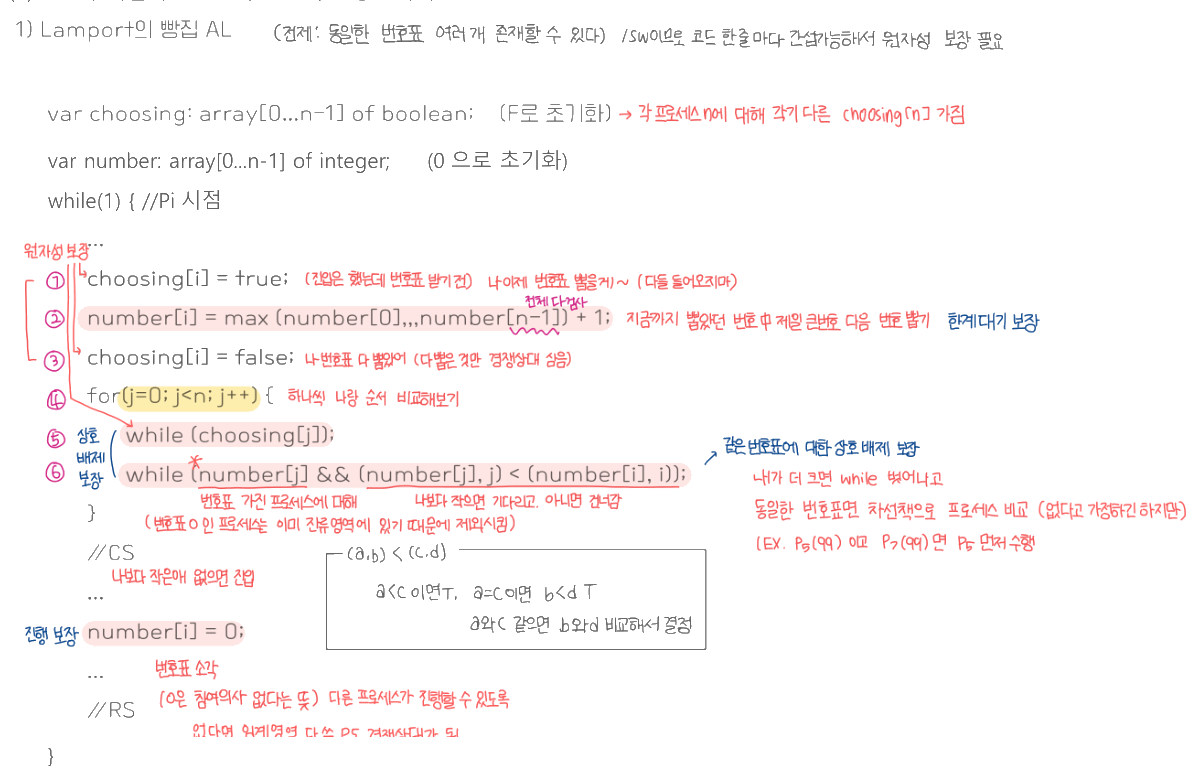 1) Lamport의 빵집 AL (전제: 동일한 번호표 여러개 존재할 수 있다) /SW이므로 코드 한줄마다 간섭가능해서 원자성 보장 필요
var choosing: array[0...n-1] of boolean; (F로 초기화) → 각 프로세스n에 대해 각기 다른 choosing[n] 가짐
var number: array[0...n-1] of integer; (0 으로 초기화)
while(1) { //Pi 시점
원자성 보장 ...
① choosing[i] = true; (진입은 했는데 번호표 받기 전) 나 이제 번호표 뽑을게~ (다들 들어오지마)
전체 다 검사
② number[i] = max (number[0],,,number[n-1]) + 1; 지금까지 뽑았던 번호 中 제일 큰번호 다음 번호 뽑기 한계대기 보장
③ choosing[i] = false; 나 번호표 다 뽑았어 (다 뽑은 것만 경쟁상대 삼음)
④ for(j=0; j<n; j++) { 하나씩 나랑 순서 비교해보기
상호 배제 보장
⑤ while (choosing[j]);
같은 번호표에 대한 상호 배제 보장
⑥ while (number[j] && (number[j], j) < (number[i], i));
내가 더 크면 while 벗어나고
번호표 가진 프로세스에 대해 나보다 작으면 기다리고. 아니면 건너감
동일한 번호표면 차선책으로 프로세스 비교 (없다고 가정하긴 하지만)
}
(번호표 0인 프로세스는 이미 잔류영역에 있기 때문에 제외시킴)
(EX. P5(99) 이고 P7(99)면 P5 먼저 수행
//CS
나보다 작은애 없으면 진입
(a,b) < (c,d)
...
a<c 이면 T, a=c이면 b<d T
a와 c 같으면 b와 d 비교해서 결정
진행 보장 number[i] = 0;
... 번호표 소각
(0은 참여의사 없다는 뜻) 다른 프로세스가 진행할 수 있도록
//RS
}